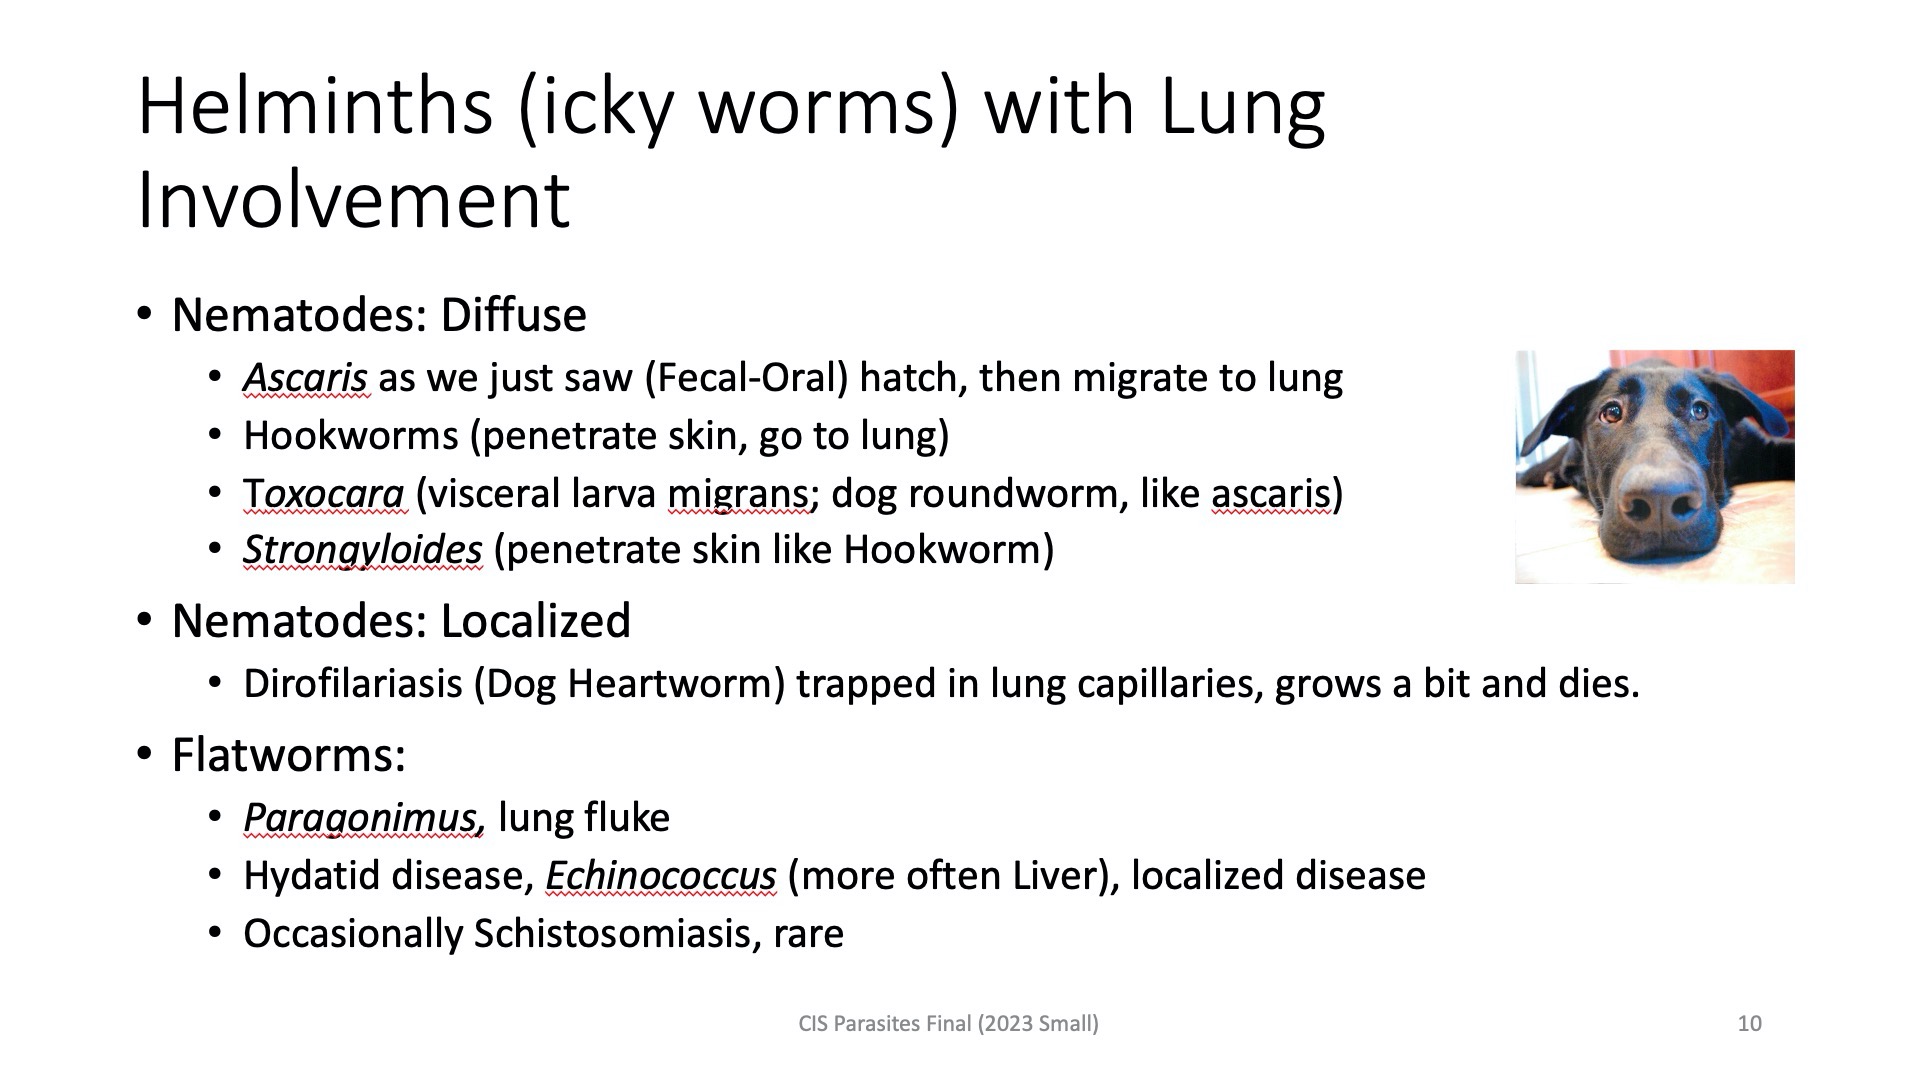 Helminths (icky worms) with Lung
Involvement
• Nematodes: Diffuse
• Ascaris as we just saw (Fecal-Oral) hatch, then migrate to lung
• Hookworms (penetrate skin, go to lung)
• Toxocara (visceral larva migrans; dog roundworm, like ascaris)
• Strongyloides (penetrate skin like Hookworm)
• Nematodes: Localized
• Dirofilariasis (Dog Heartworm) trapped in lung capillaries, grows a bit and dies.
• Flatworms:
• Paragonimus, lung fluke
• Hydatid disease, Echinococcus (more often Liver), localized disease
• Occasionally Schistosomiasis, rare
CIS Parasites Final (2023 Small)
10